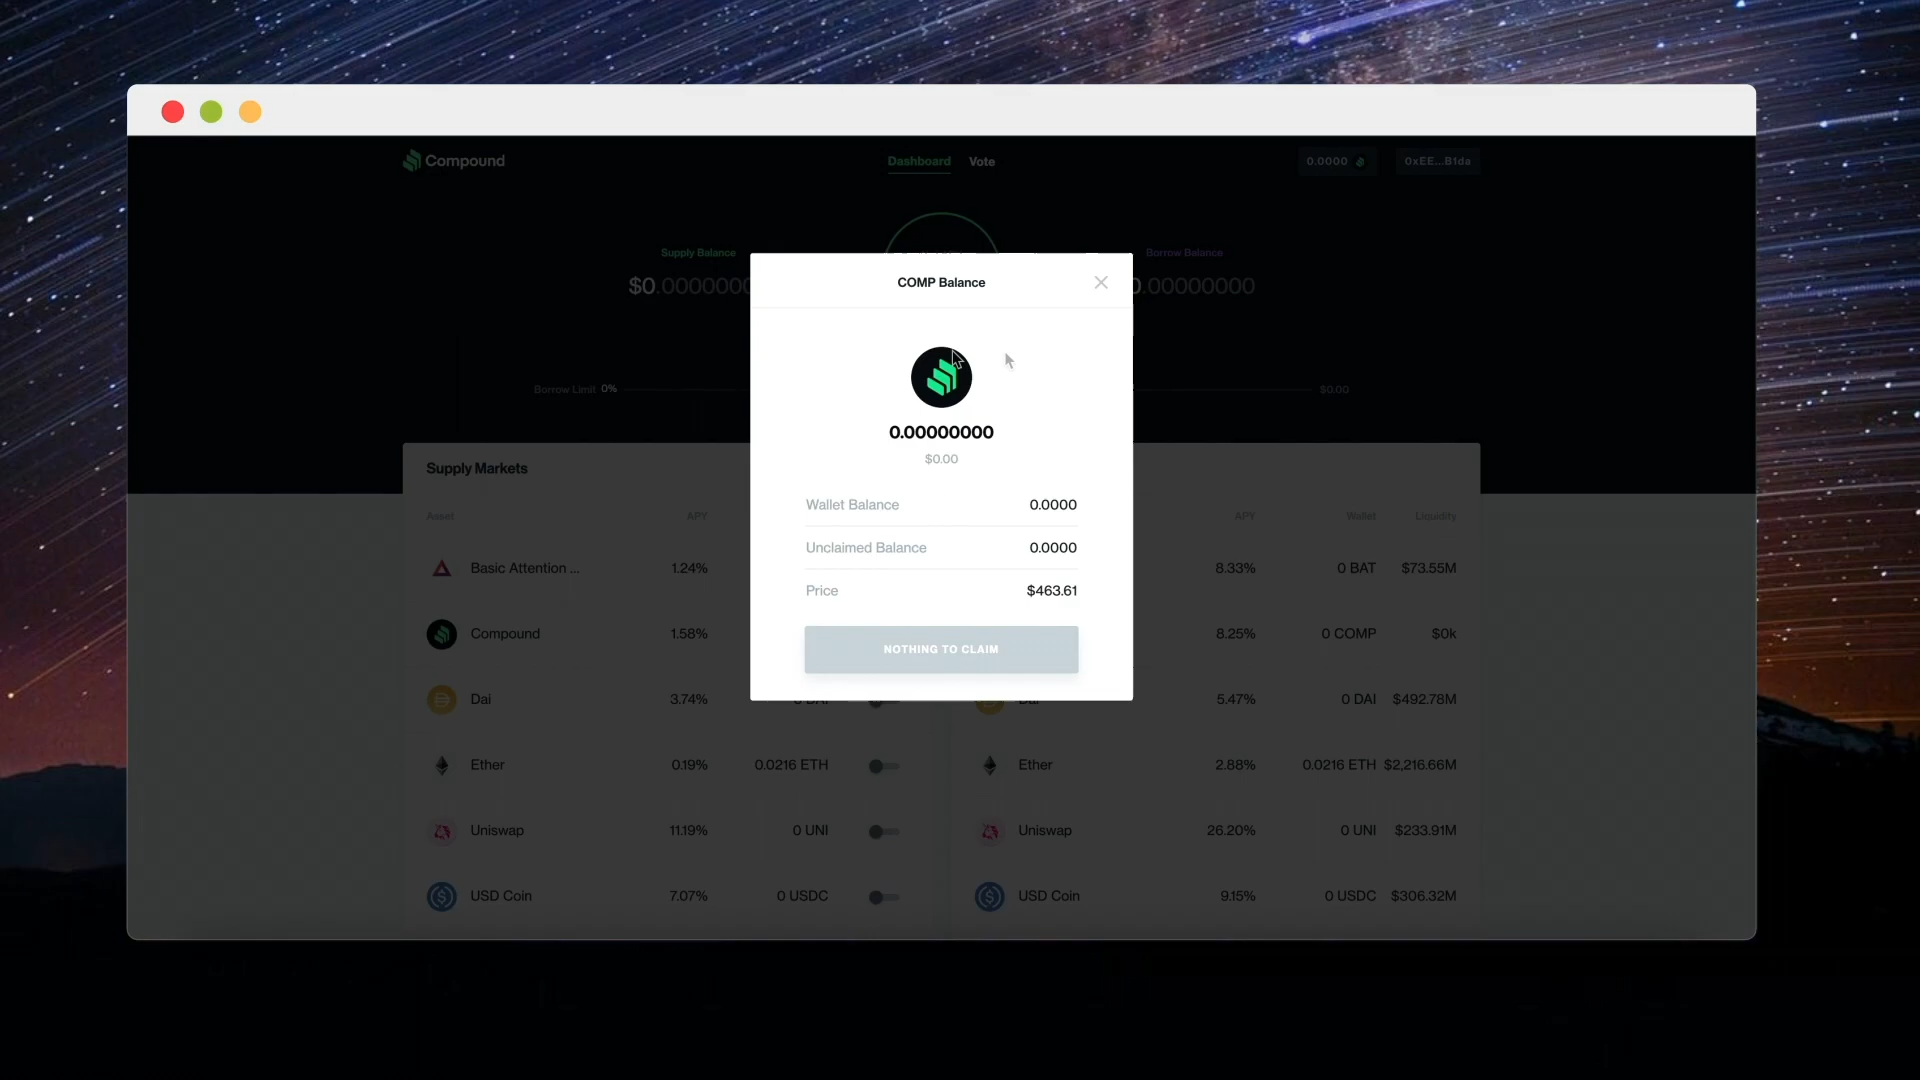 Compound
Dashboard Vote
0.0000
0xEE...B1da
Supply Balance
$0.0000000
Borrow Balance
0.00000000
COMP Balance
0.00000000
$0.00
Wallet Balance 0.0000
Unclaimed Balance 0.0000
Price $463.61
NOTHING TO CLAIM
Borrow Limit 0%
$0.00
Supply Markets
Asset APY
Basic Attention ... 1.24%
Compound 1.58%
Dai 3.74%
Ether 0.19% 0.0216 ETH
Uniswap 11.19% 0 UNI
USD Coin 7.07% 0 USDC
APY Wallet Liquidity
8.33% 0 BAT $73.55M
8.25% 0 COMP $0k
Dai 5.47% 0 DAI $492.78M
Ether 2.88% 0.0216 ETH $2,216.66M
Uniswap 26.20% 0 UNI $233.91M
USD Coin 9.15% 0 USDC $306.32M